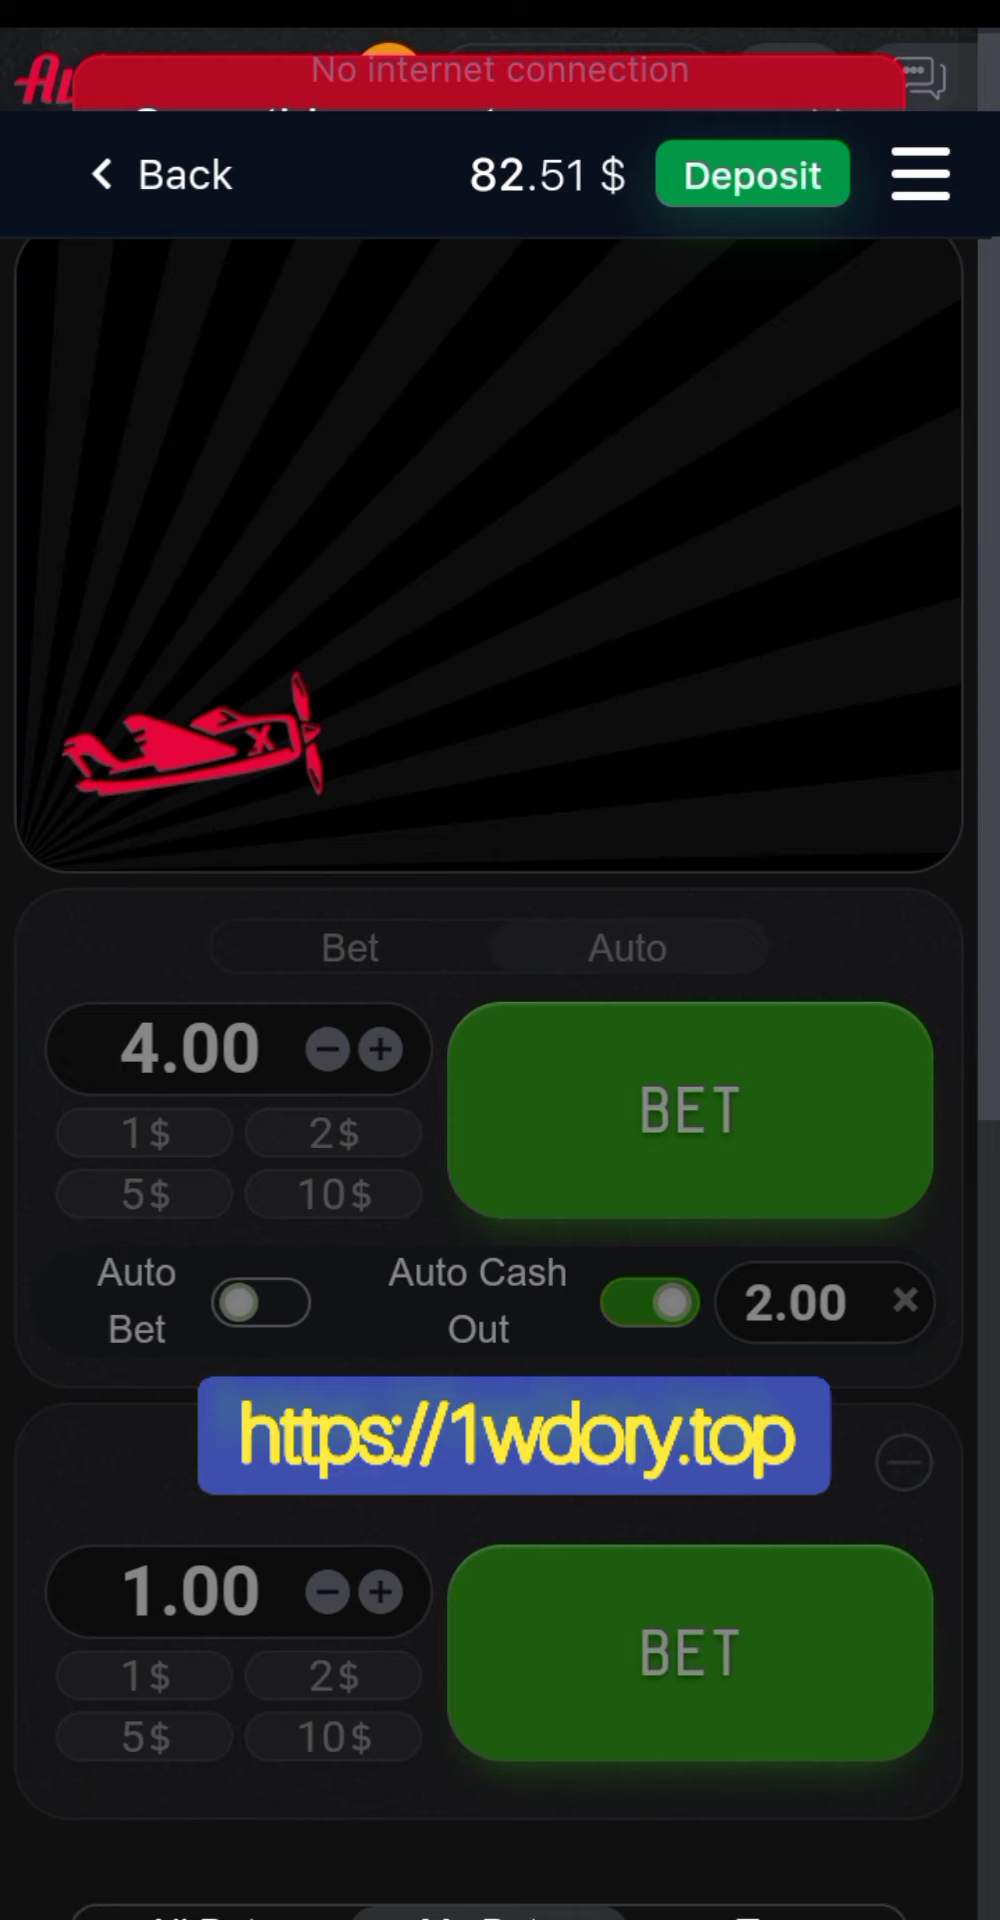 No internet connection
Back
82.51 $
Deposit
Bet
Auto
4.00
BET
1$
2$
5$
10$
Auto
Bet
Auto Cash
Out
2.00
https://1wdory.top
1.00
BET
1$
2$
5$
10$